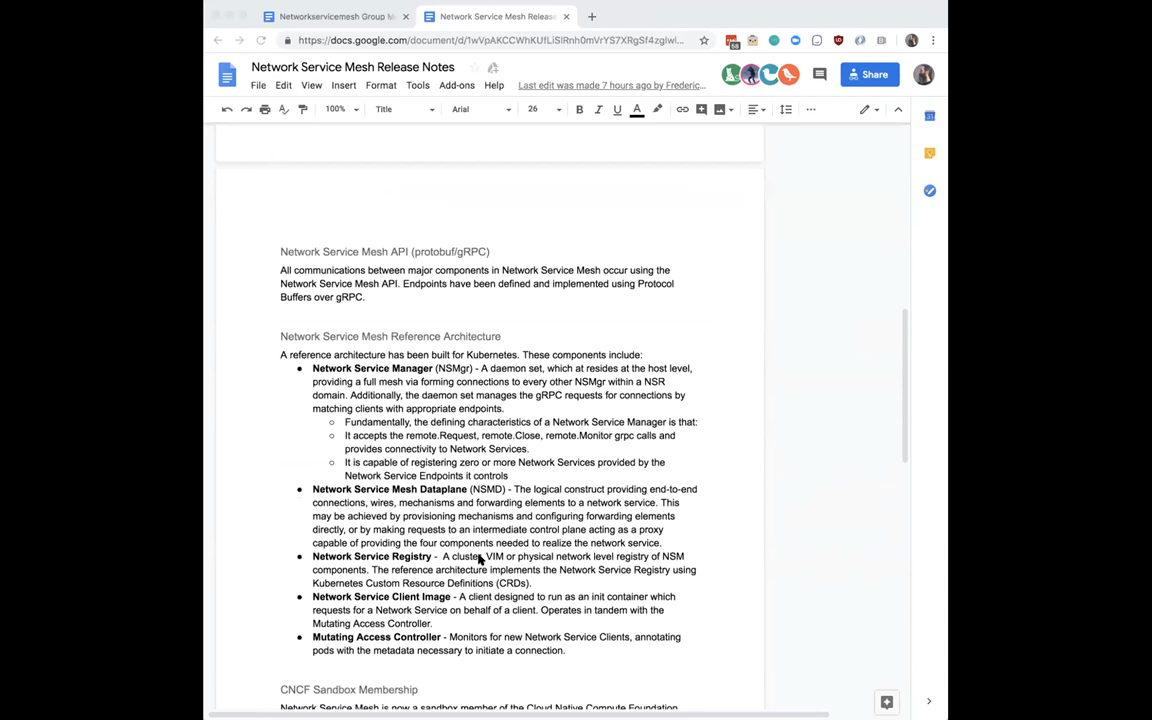 Networkservicemesh Group M
Network Service Mesh Release
Network Service Mesh Release Notes
File Edit View Insert Format Tools Add-ons Help Last edit was made 7 hours ago by Frederic...
Share
100% Title Arial 26
Network Service Mesh API (protobuf/gRPC)
All communications between major components in Network Service Mesh occur using the
Network Service Mesh API. Endpoints have been defined and implemented using Protocol
Buffers over gRPC.
Network Service Mesh Reference Architecture
A reference architecture has been built for Kubernetes. These components include:
● Network Service Manager (NSMgr) - A daemon set, which at resides at the host level,
providing a full mesh via forming connections to every other NSMgr within a NSR
domain. Additionally, the daemon set manages the gRPC requests for connections by
matching clients with appropriate endpoints.
○ Fundamentally, the defining characteristics of a Network Service Manager is that:
○ It accepts the remote.Request, remote.Close, remote.Monitor grpc calls and
provides connectivity to Network Services.
○ It is capable of registering zero or more Network Services provided by the
Network Service Endpoints it controls
● Network Service Mesh Dataplane (NSMD) - The logical construct providing end-to-end
connections, wires, mechanisms and forwarding elements to a network service. This
may be achieved by provisioning mechanisms and configuring forwarding elements
directly, or by making requests to an intermediate control plane acting as a proxy
capable of providing the four components needed to realize the network service.
● Network Service Registry - A cluster VIM or physical network level registry of NSM
components. The reference architecture implements the Network Service Registry using
Kubernetes Custom Resource Definitions (CRDs).
● Network Service Client Image - A client designed to run as an init container which
requests for a Network Service on behalf of a client. Operates in tandem with the
Mutating Access Controller.
● Mutating Access Controller - Monitors for new Network Service Clients, annotating
pods with the metadata necessary to initiate a connection.
CNCF Sandbox Membership
Network Service Mesh is now a sandbox member of the Cloud Native Compute Foundation